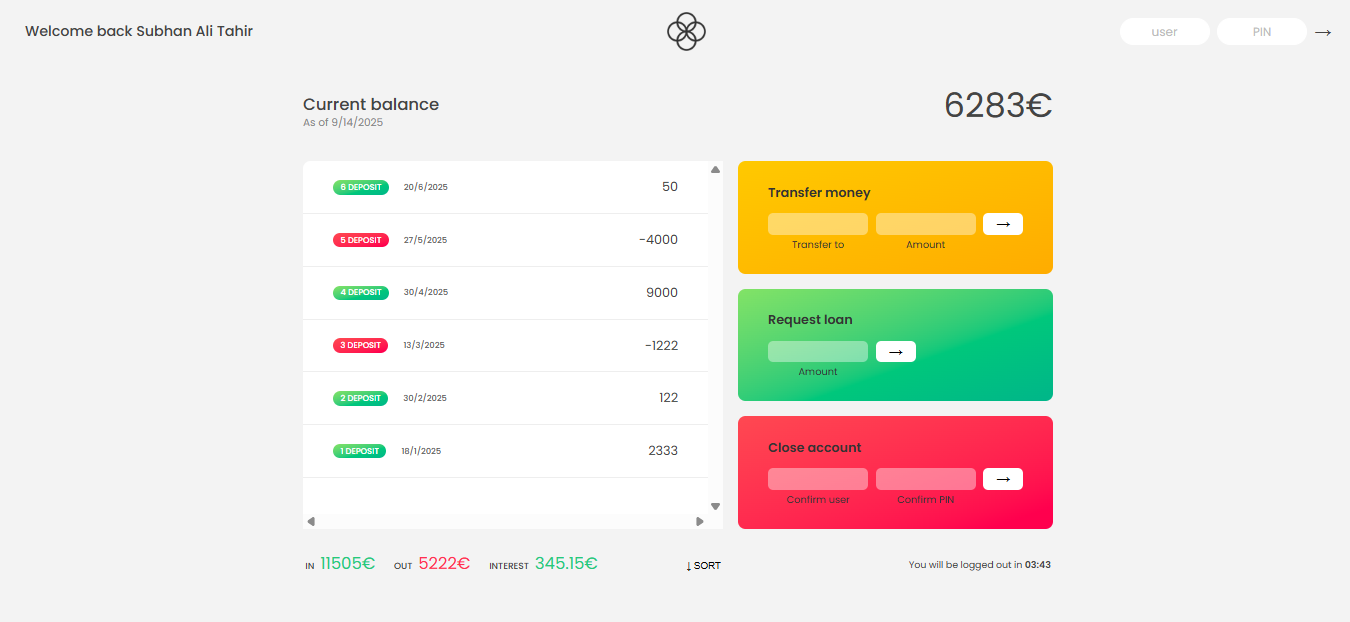 Welcome back Subhan Ali Tahir
user PIN →
Current balance
As of 9/14/2025
6283€
6 DEPOSIT 20/6/2025 50
5 DEPOSIT 27/5/2025 -4000
4 DEPOSIT 30/4/2025 9000
3 DEPOSIT 13/3/2025 -1222
2 DEPOSIT 30/2/2025 122
1 DEPOSIT 18/1/2025 2333
Transfer money
→
Transfer to Amount
Request loan
→
Amount
Close account
→
Confirm user Confirm PIN
IN 11505€ OUT 5222€ INTEREST 345.15€ ↓ SORT
You will be logged out in 03:43